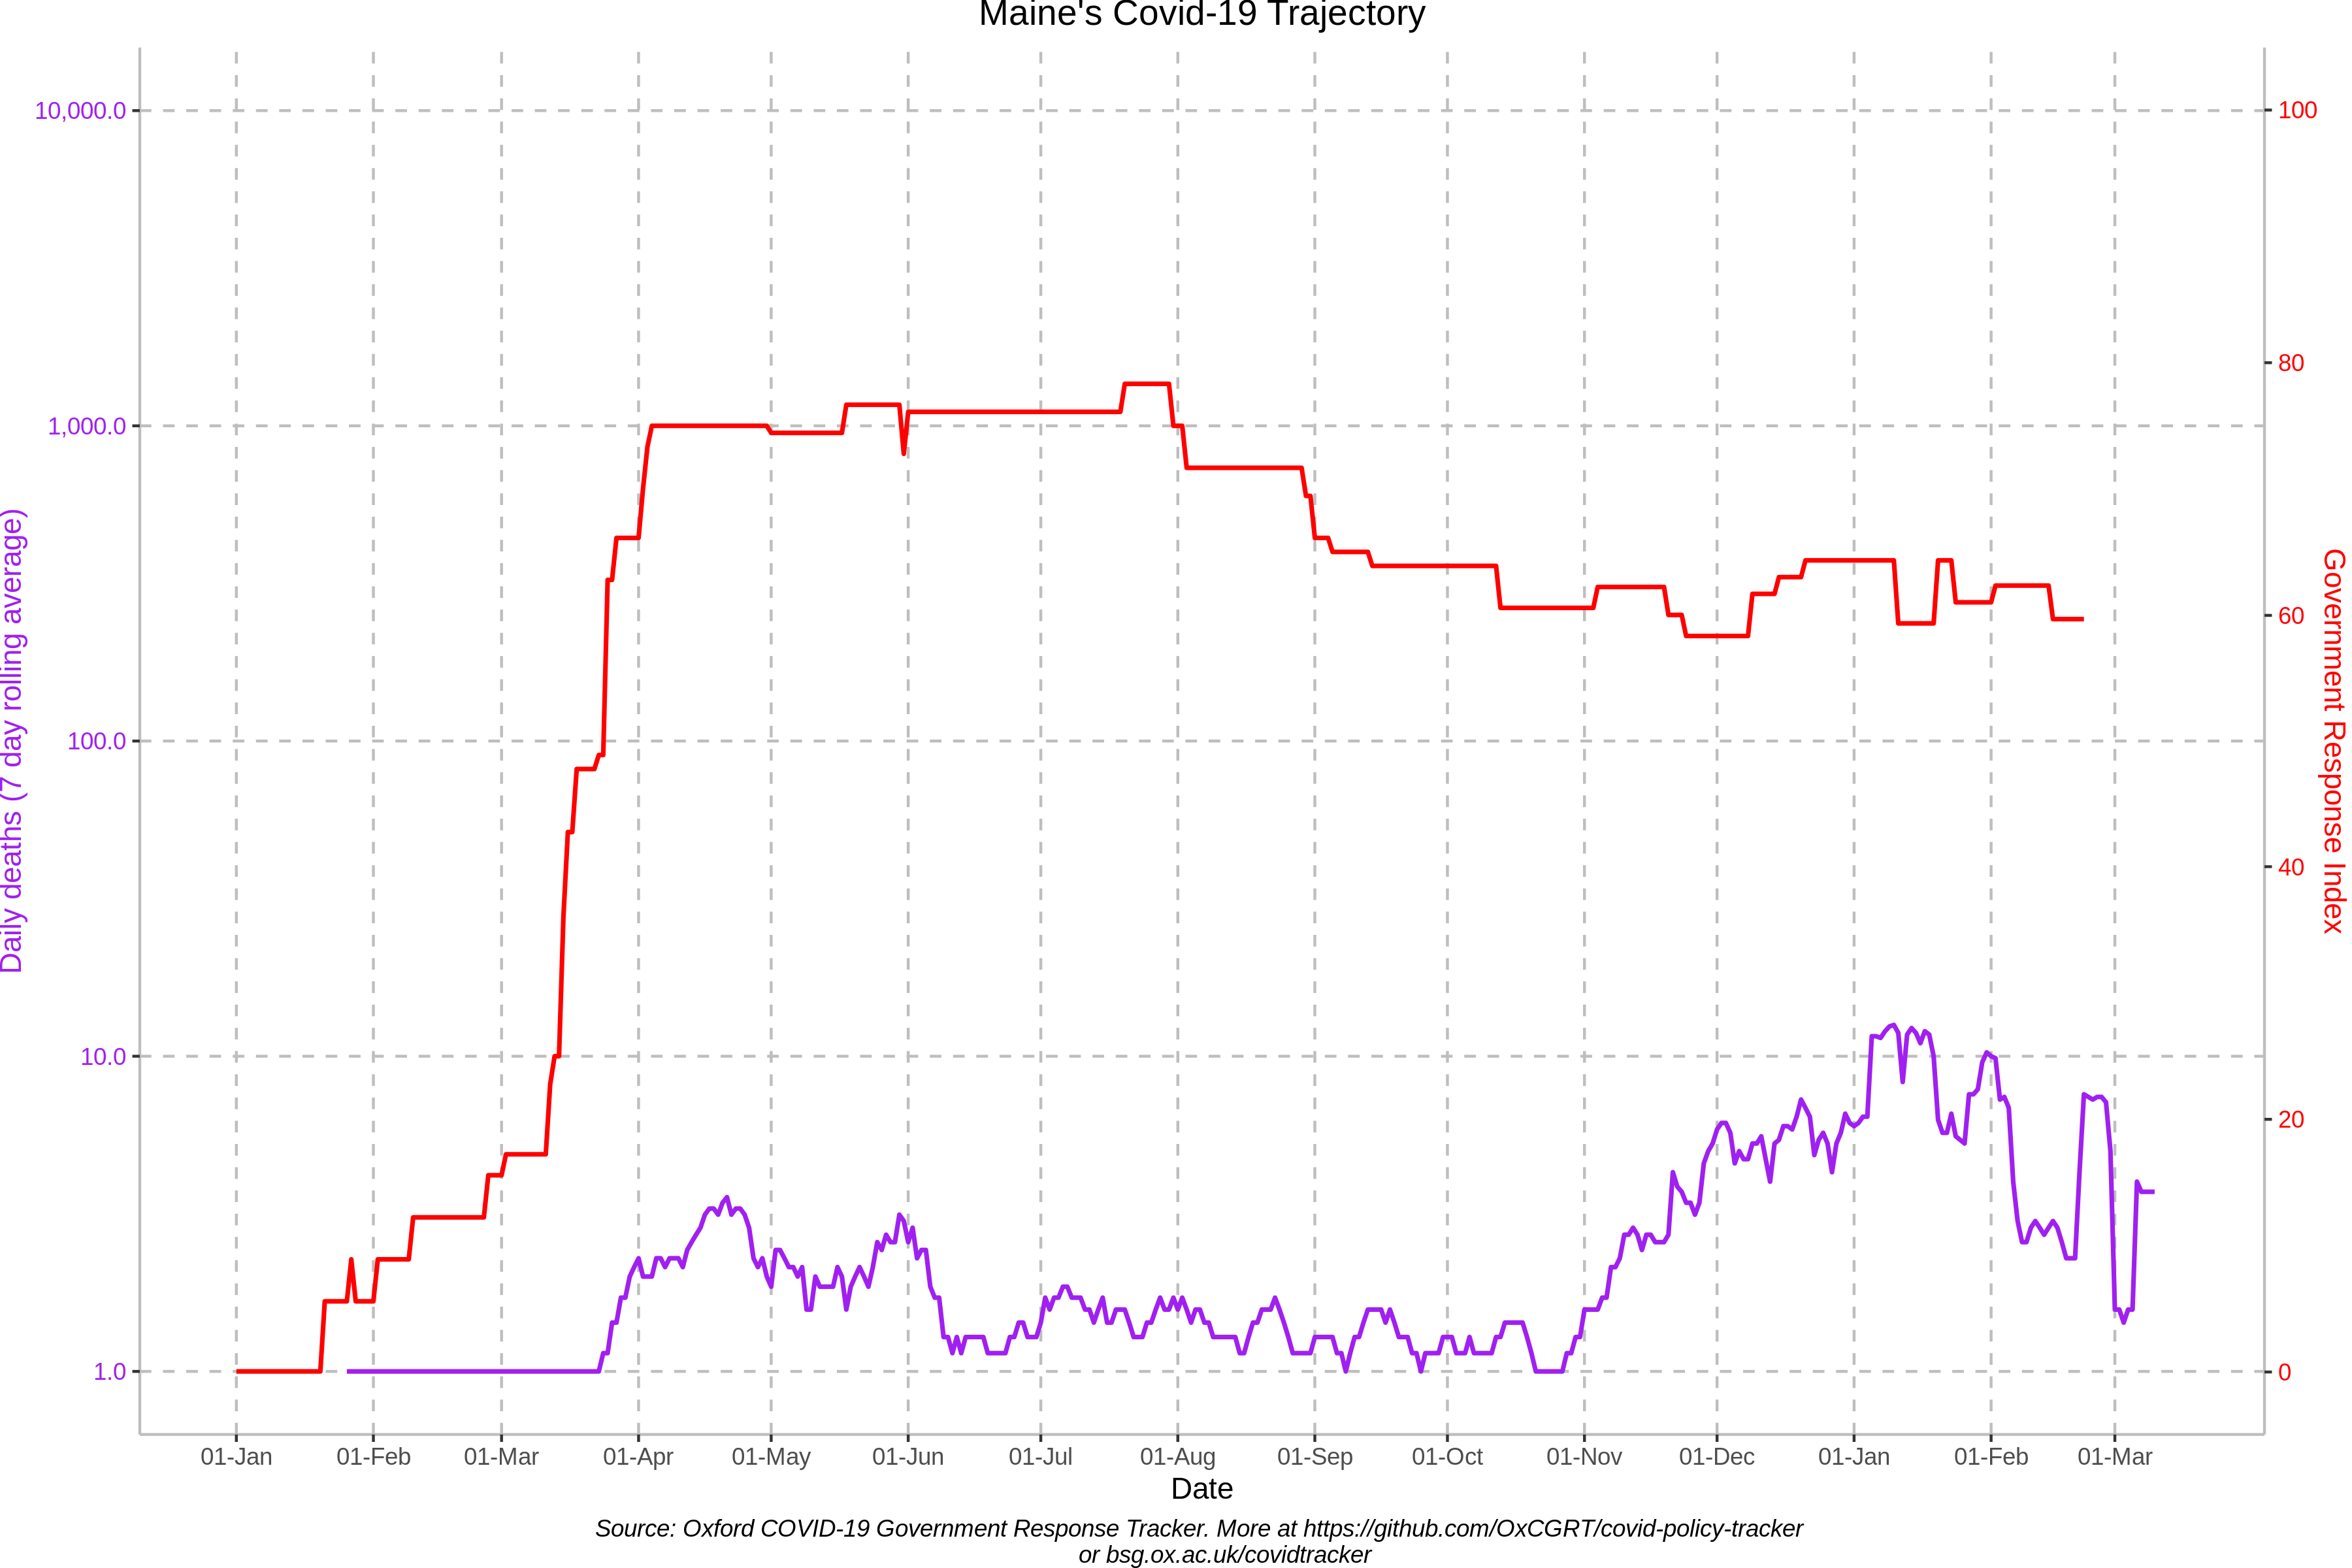 Maine's Covid-19 Trajectory
10,000.0
1,000.0
100.0
10.0
1.0
Daily deaths (7 day rolling average)
100
80
60
40
20
0
Government Response Index
01-Jan 01-Feb 01-Mar 01-Apr 01-May 01-Jun 01-Jul 01-Aug 01-Sep 01-Oct 01-Nov 01-Dec 01-Jan 01-Feb 01-Mar
Date
Source: Oxford COVID-19 Government Response Tracker. More at https://github.com/OxCGRT/covid-policy-tracker
or bsg.ox.ac.uk/covidtracker